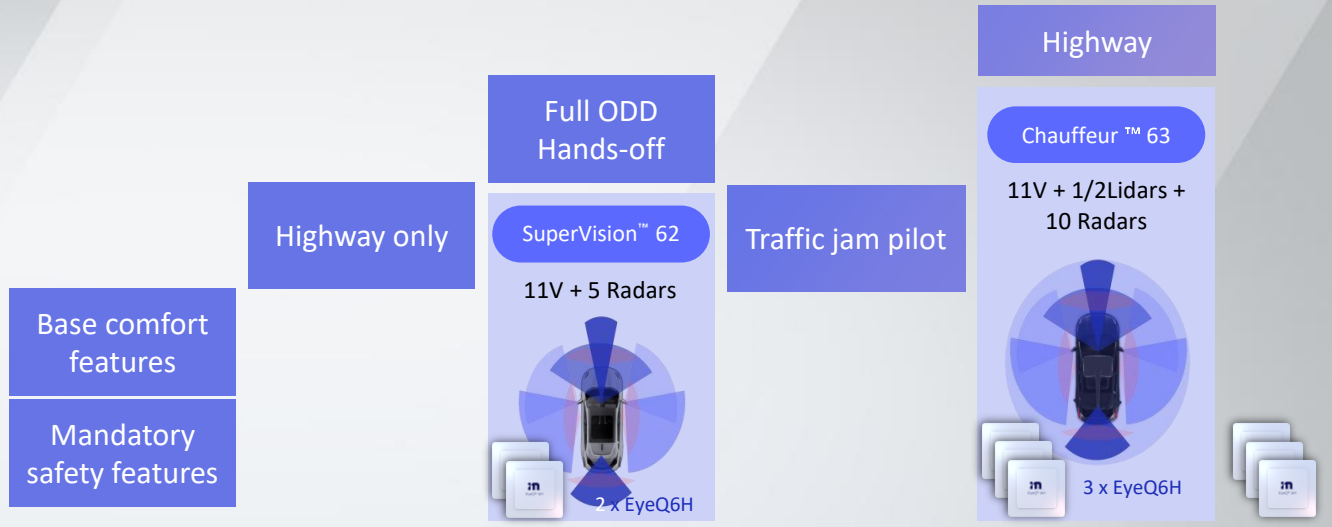 Base comfort
features
Mandatory
safety features
Highway only
Full ODD
Hands-off
SuperVision™ 62
11V + 5 Radars
2 x EyeQ6H
Traffic jam pilot
Highway
Chauffeur ™ 63
11V + 1/2Lidars +
10 Radars
3 x EyeQ6H